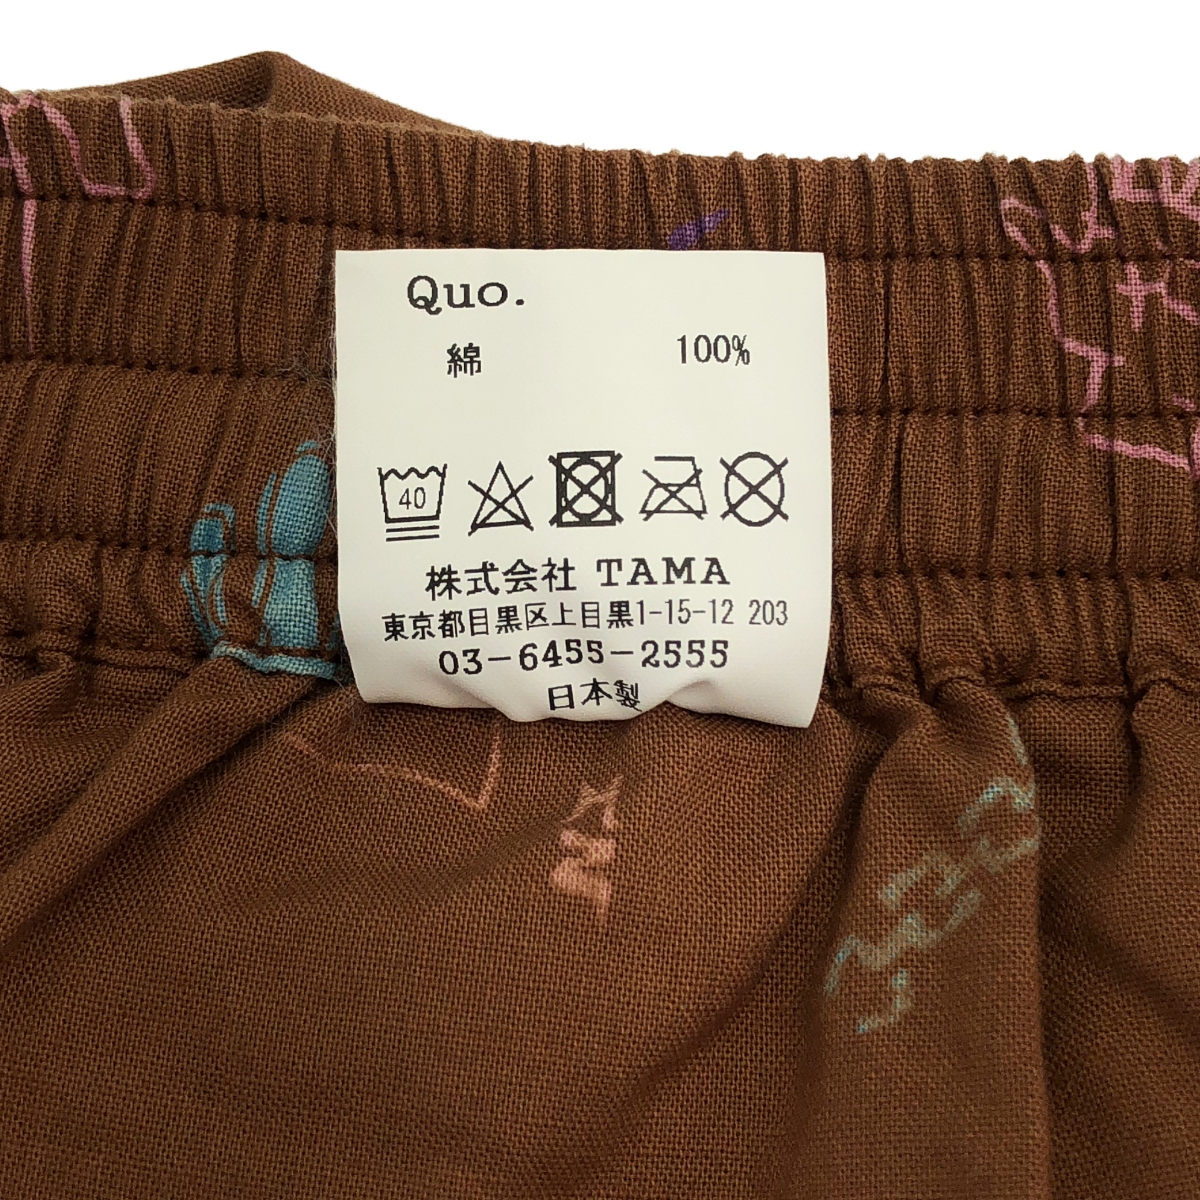 Quo.
綿 100%
40
株式会社 TAMA
東京都目黒区上目黒1-15-12 203
03-6455-2555
日本製